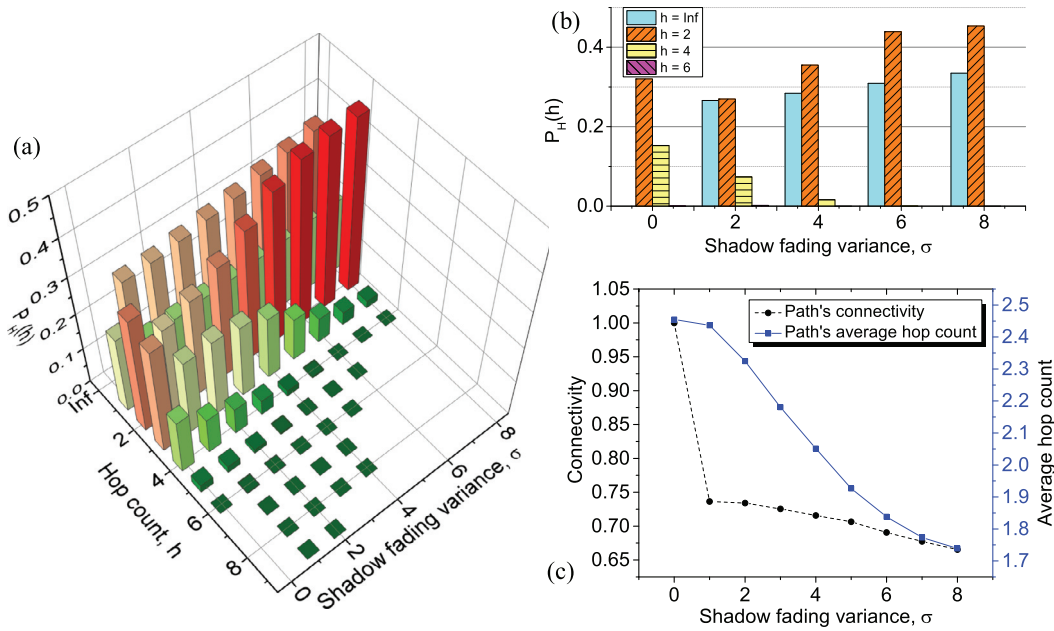 (a)
0.5
0.4
0.3
0.2
0.1
0.0
P_H(h)
Inf
2
4
6
8
Hop count, h
0
2
4
6
8
Shadow fading variance, σ
(b)
h = Inf
h = 2
h = 4
h = 6
0.4
0.2
0.0
P_H(h)
0 2 4 6 8
Shadow fading variance, σ
(c)
Path's connectivity
Path's average hop count
1.05
1.00
0.95
0.90
0.85
0.80
0.75
0.70
0.65
Connectivity
2.5
2.4
2.3
2.2
2.1
2.0
1.9
1.8
1.7
Average hop count
0 2 4 6 8
Shadow fading variance, σ